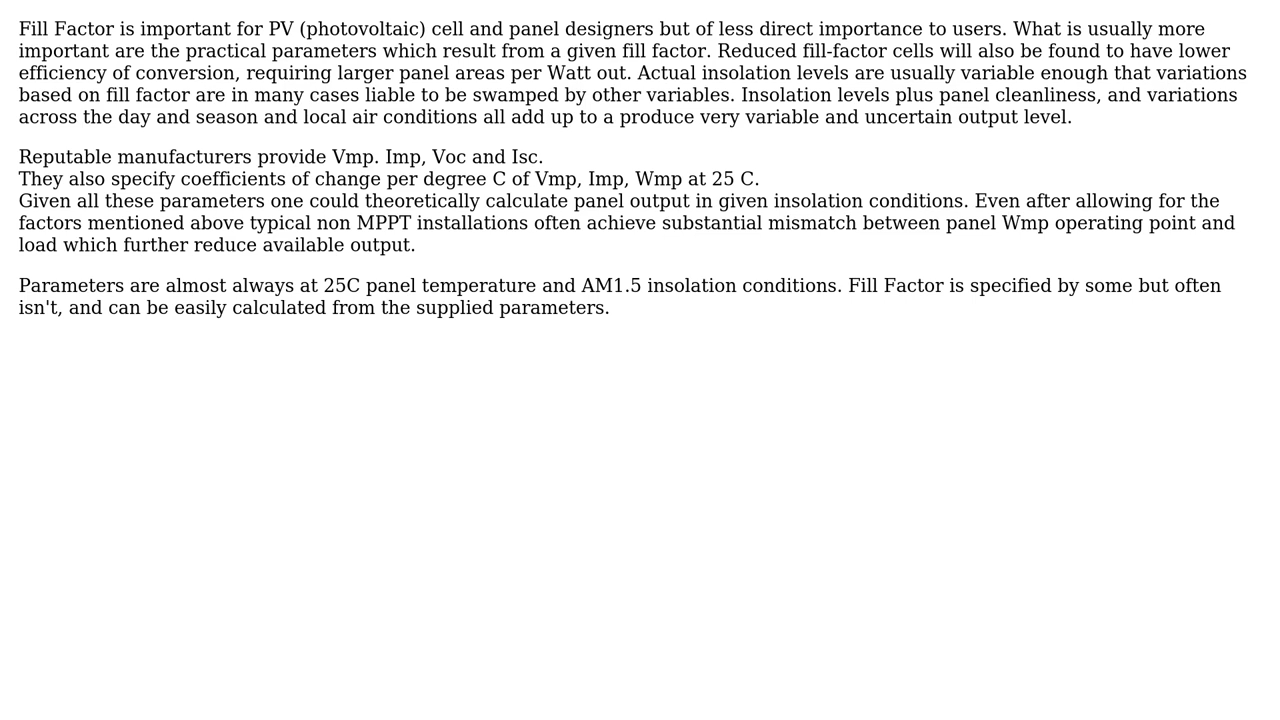 Fill Factor is important for PV (photovoltaic) cell and panel designers but of less direct importance to users. What is usually more
important are the practical parameters which result from a given fill factor. Reduced fill-factor cells will also be found to have lower
efficiency of conversion, requiring larger panel areas per Watt out. Actual insolation levels are usually variable enough that variations
based on fill factor are in many cases liable to be swamped by other variables. Insolation levels plus panel cleanliness, and variations
across the day and season and local air conditions all add up to a produce very variable and uncertain output level.
Reputable manufacturers provide Vmp. Imp, Voc and Isc.
They also specify coefficients of change per degree C of Vmp, Imp, Wmp at 25 C.
Given all these parameters one could theoretically calculate panel output in given insolation conditions. Even after allowing for the
factors mentioned above typical non MPPT installations often achieve substantial mismatch between panel Wmp operating point and
load which further reduce available output.
Parameters are almost always at 25C panel temperature and AM1.5 insolation conditions. Fill Factor is specified by some but often
isn't, and can be easily calculated from the supplied parameters.